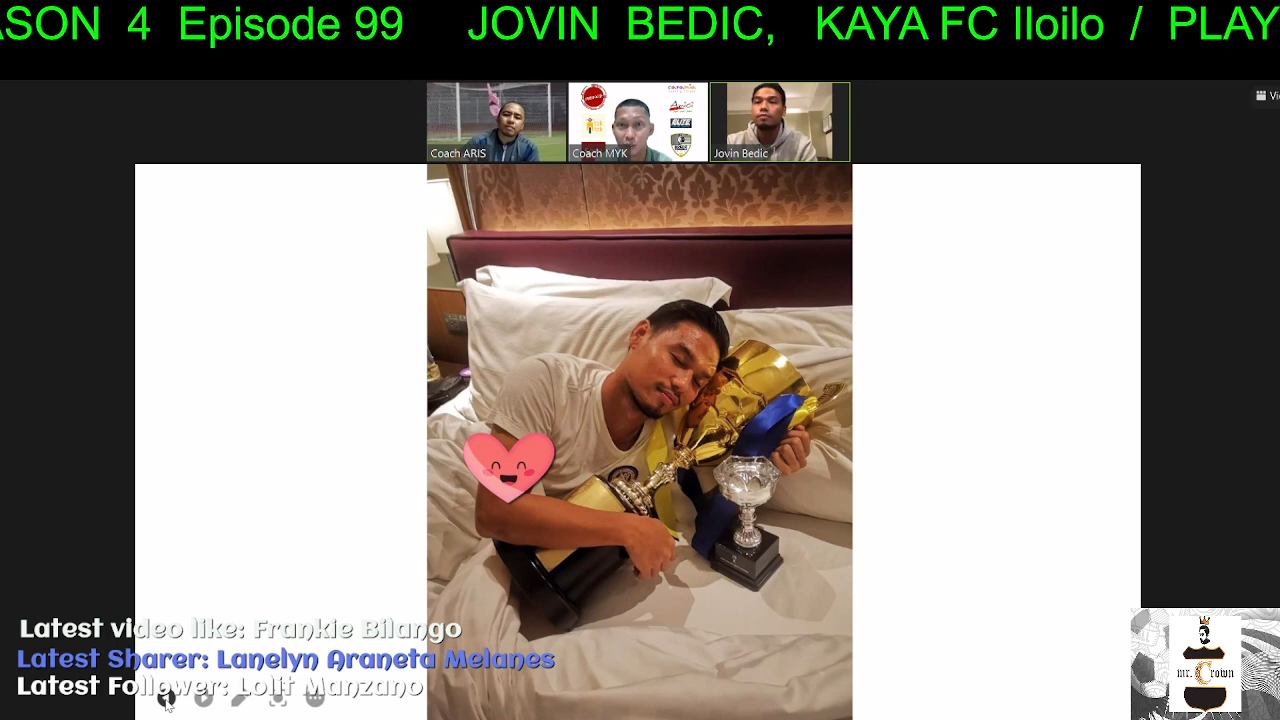 ASON 4 Episode 99 JOVIN BEDIC, KAYA FC Iloilo / PLAY
Coach ARIS
Coach MYK
Jovin Bedic
Latest video like: Frankie Bilango
Latest Sharer: Lanelyn Araneta Melanes
Latest Follower: Lolit Manzano
mr. Crown